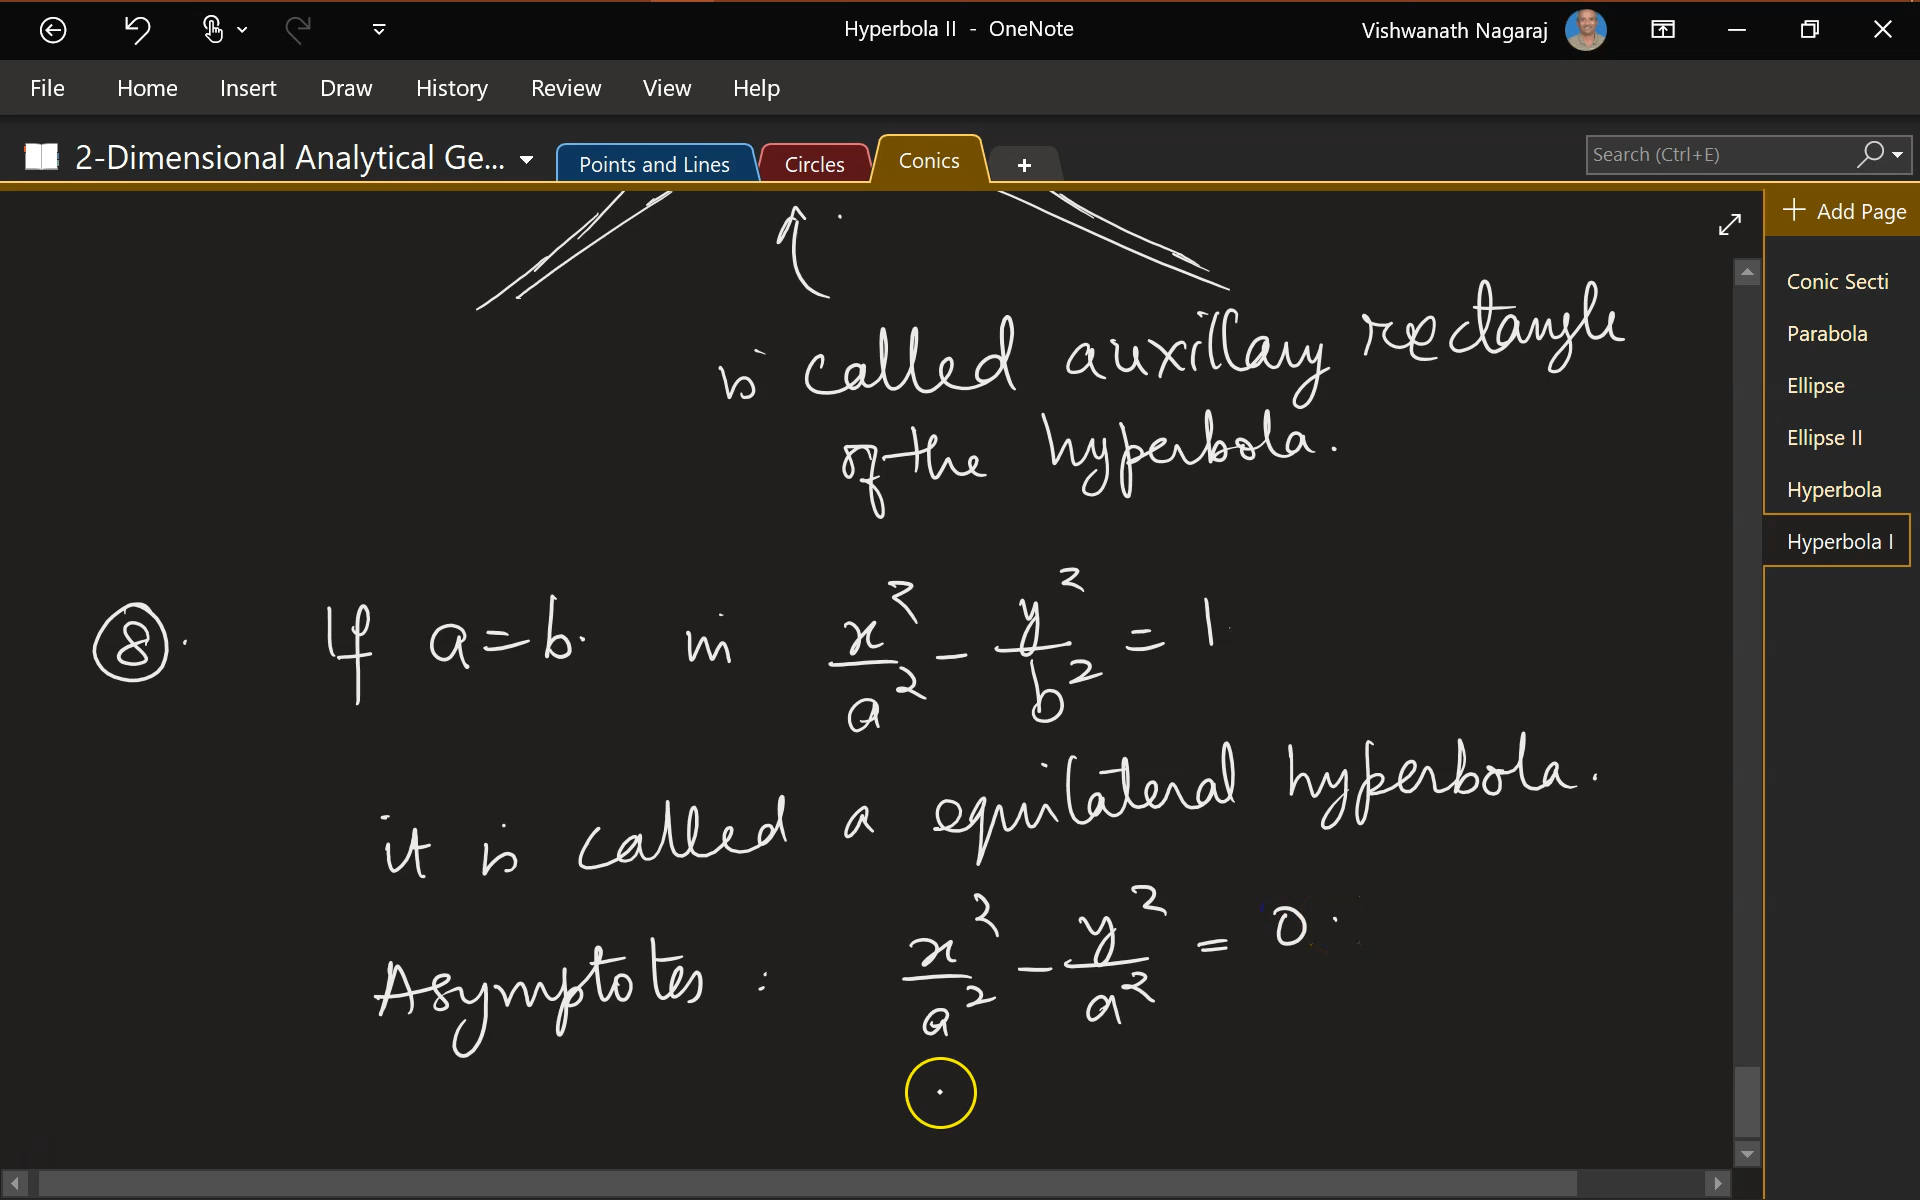 Hyperbola II - OneNote
Vishwanath Nagaraj
File Home Insert Draw History Review View Help
2-Dimensional Analytical Ge...
Points and Lines
Circles
Conics
+
Search (Ctrl+E)
+ Add Page
Conic Secti
Parabola
Ellipse
Ellipse II
Hyperbola
Hyperbola I
is called auxillary rectangle
of the hyperbola.
⑧. If a=b. in x²/a² - y²/b² = 1
it is called a equilateral hyperbola.
Asymptotes : x²/a² - y²/a² = 0.